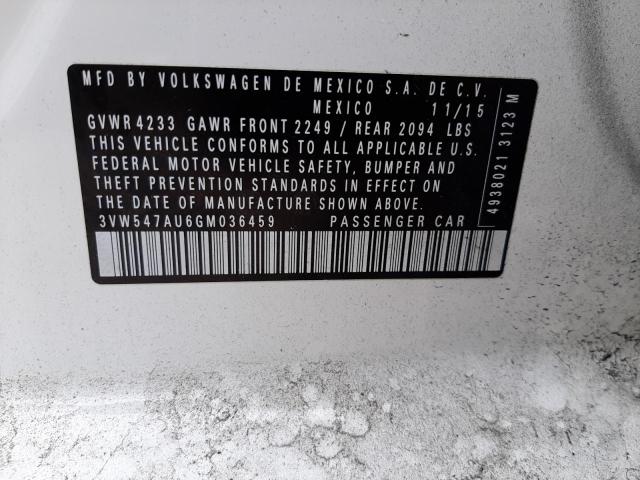 MFD BY VOLKSWAGEN DE MEXICO S.A. DE C.V.
MEXICO 11/15
GVWR 4233 GAWR FRONT 2249 / REAR 2094 LBS
THIS VEHICLE CONFORMS TO ALL APPLICABLE U.S.
FEDERAL MOTOR VEHICLE SAFETY, BUMPER AND
THEFT PREVENTION STANDARDS IN EFFECT ON
THE DATE OF MANUFACTURE SHOWN ABOVE.
3VW547AU6GM036459 PASSENGER CAR
4938021 3123 M